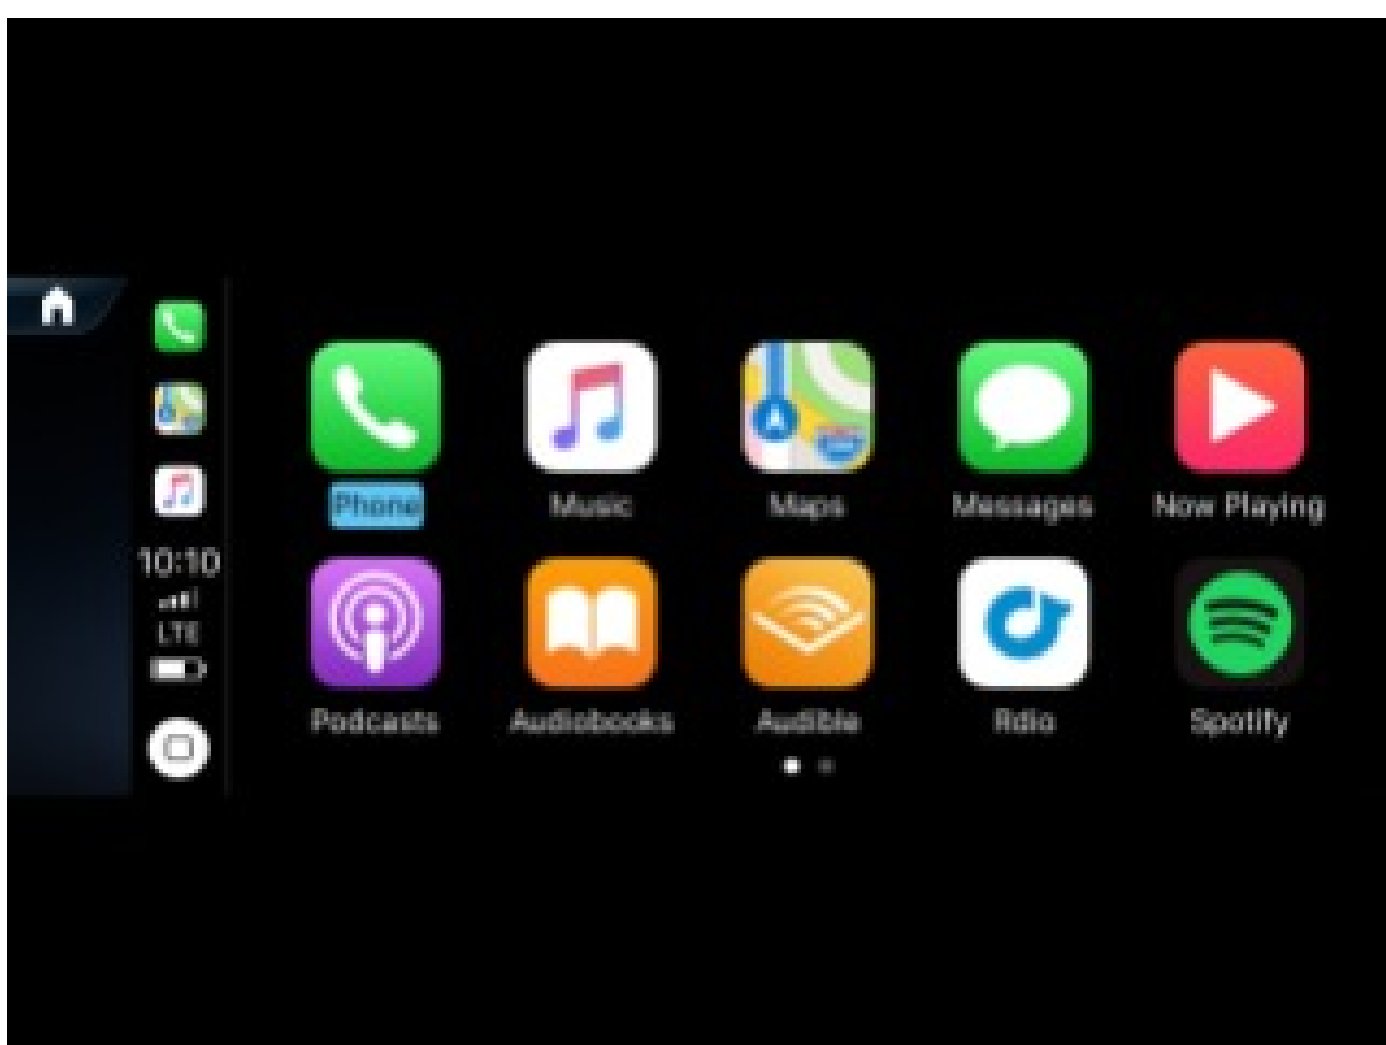 10:10
LTE
Phone
Music
Maps
Messages
Now Playing
Podcasts
Audiobooks
Audible
Rdio
Spotify